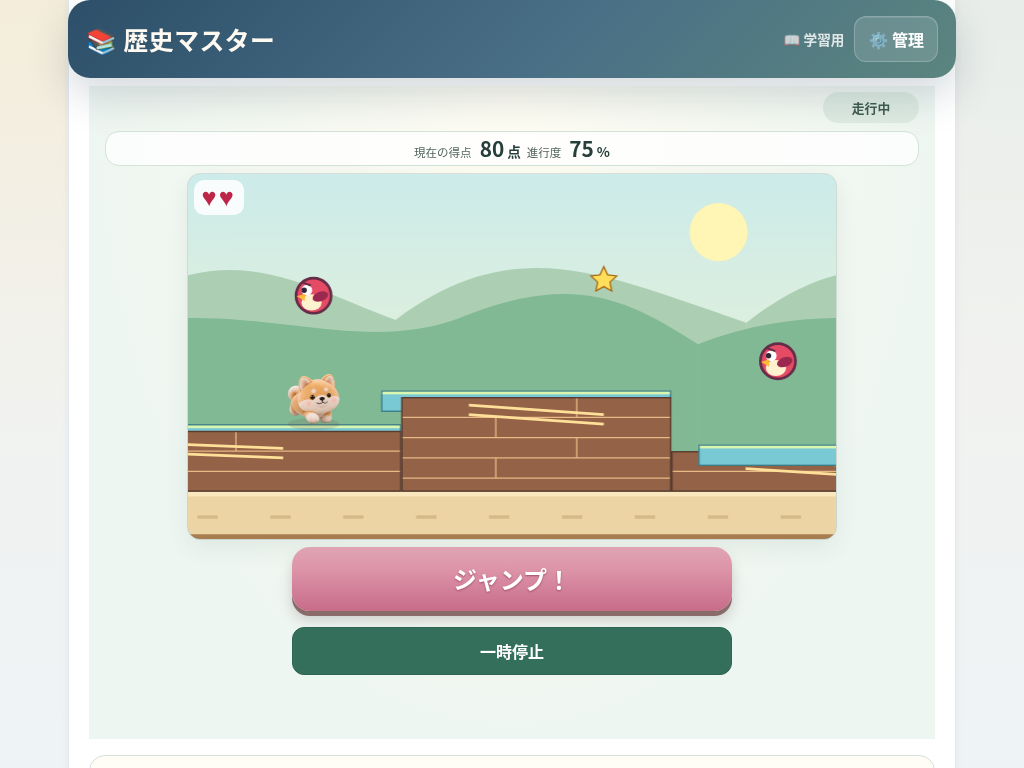 📚 歴史マスター
📖 学習用
⚙️ 管理
走行中
現在の得点 80 点 進行度 75 %
♥♥
ジャンプ！
一時停止